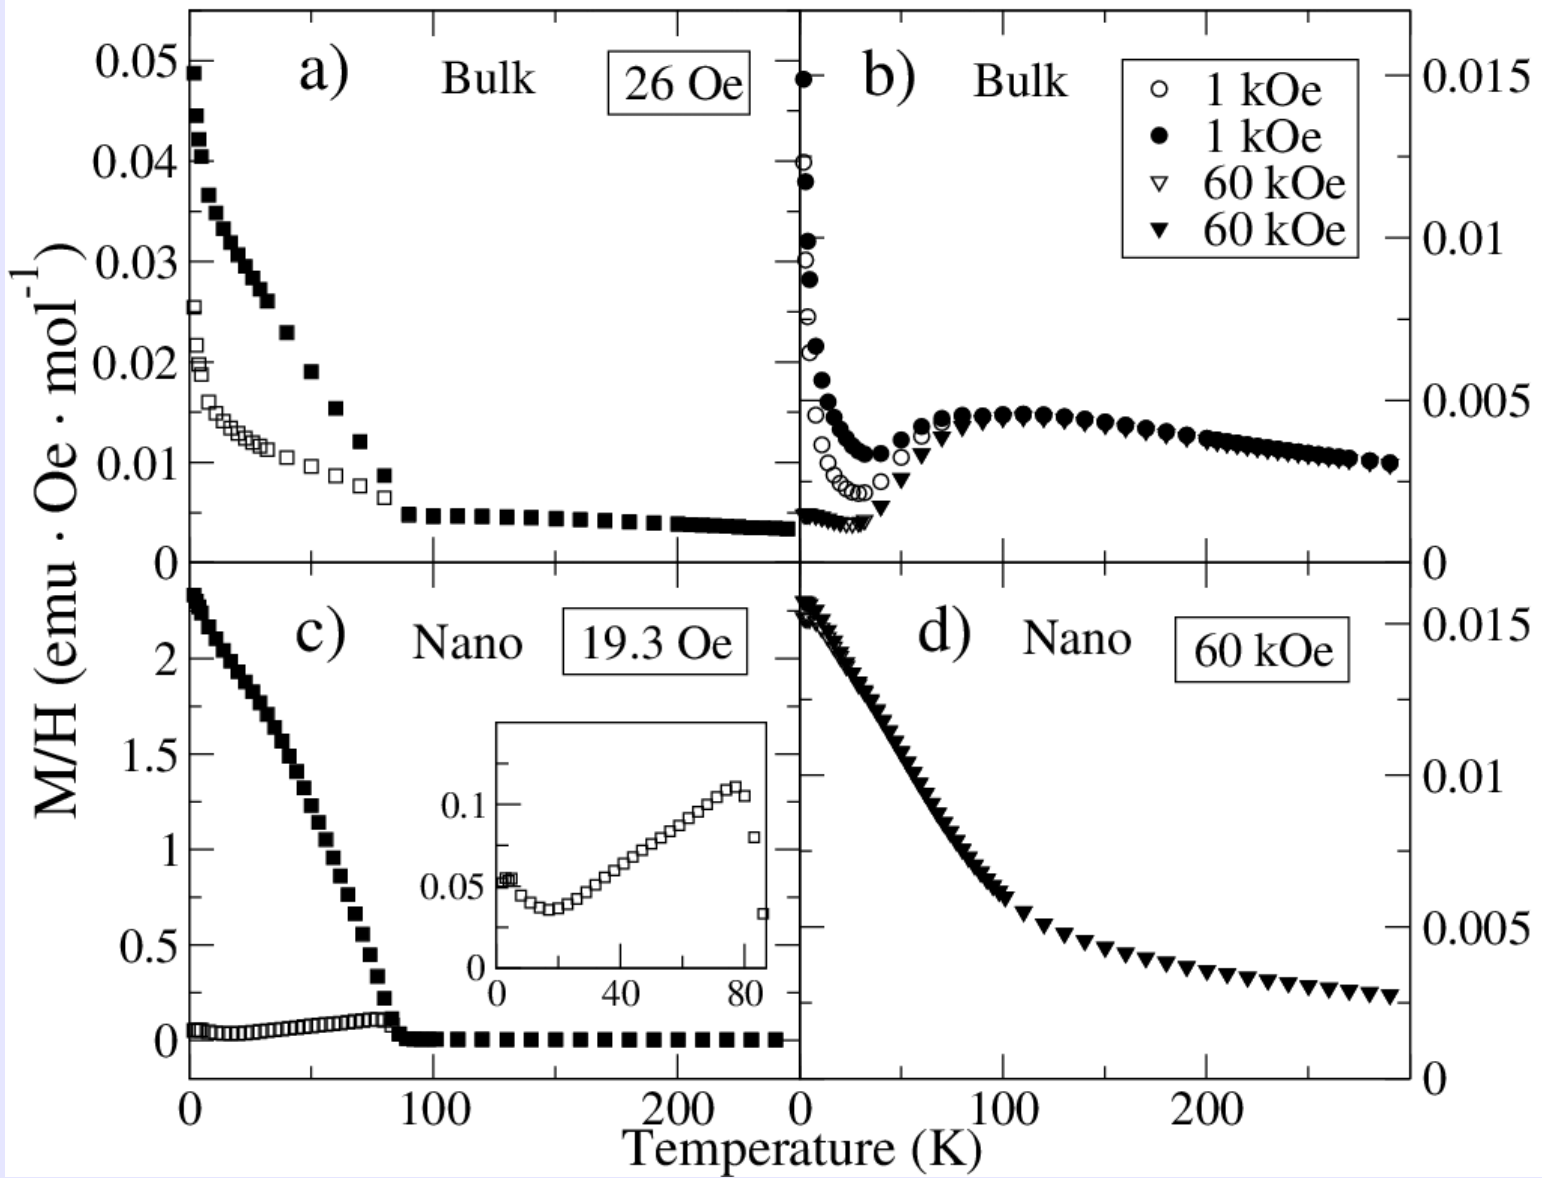 a) Bulk 26 Oe
b) Bulk
○ 1 kOe
● 1 kOe
▽ 60 kOe
▼ 60 kOe
0.05
0.04
0.03
0.02
0.01
0
0.015
0.01
0.005
0
M/H (emu · Oe · mol⁻¹)
c) Nano 19.3 Oe
2
1.5
1
0.5
0
0.1
0.05
0
0 40 80
d) Nano 60 kOe
0.015
0.01
0.005
0
0 100 200 0 100 200
Temperature (K)